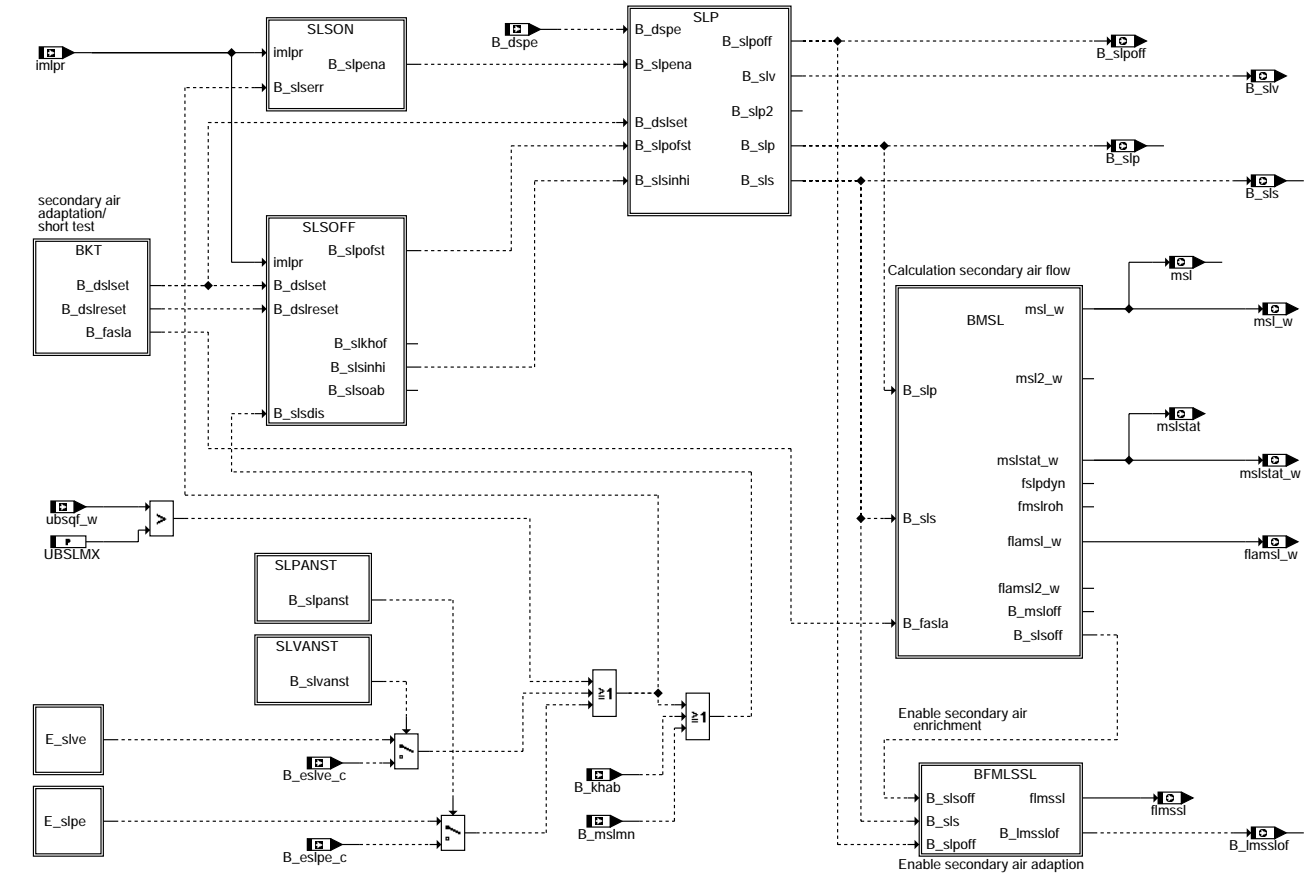 SLSON
imlpr
B_slpena
B_slserr
imlpr
B_dspe
SLP
B_dspe
B_slpena
B_dslset
B_slpofst
B_slsinhi
B_slpoff
B_slv
B_slp2
B_slp
B_sls
B_slpoff
B_slv
B_slp
B_sls
secondary air
adaptation/
short test
BKT
B_dslset
B_dslreset
B_fasla
SLSOFF
B_slpofst
imlpr
B_dslset
B_dslreset
B_slkhof
B_slsinhi
B_slsoab
B_slsdis
Calculation secondary air flow
BMSL
msl_w
msl2_w
B_slp
mslstat_w
fslpdyn
fmslroh
B_sls
flamsl_w
flamsl2_w
B_msloff
B_fasla
B_slsoff
msl
msl_w
mslstat
mslstat_w
flamsl_w
ubsqf_w
P
UBSLMX
>
SLPANST
B_slpanst
SLVANST
B_slvanst
≧1
≧1
E_slve
B_eslve_c
E_slpe
B_eslpe_c
B_khab
B_mslmn
Enable secondary air
enrichment
BFMLSSL
B_slsoff
flmssl
B_sls
B_lmsslof
B_slpoff
Enable secondary air adaption
flmssl
B_lmsslof